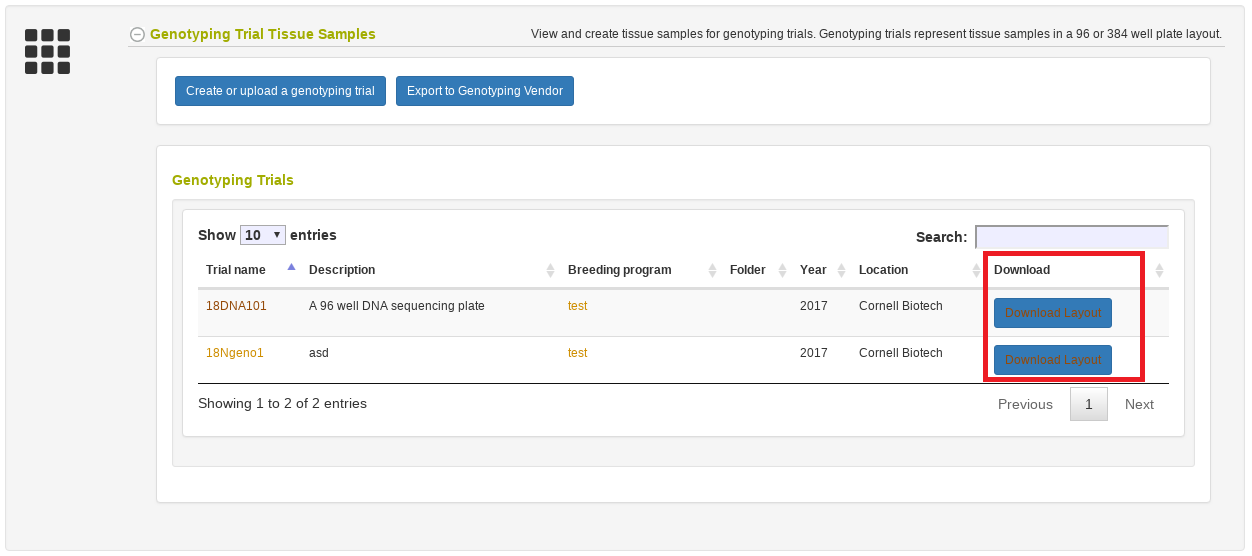 Genotyping Trial Tissue Samples View and create tissue samples for genotyping trials. Genotyping trials represent tissue samples in a 96 or 384 well plate layout.
Create or upload a genotyping trial Export to Genotyping Vendor
Genotyping Trials
Show 10 entries Search:
Trial name Description Breeding program Folder Year Location Download
18DNA101 A 96 well DNA sequencing plate test 2017 Cornell Biotech Download Layout
18Ngeno1 asd test 2017 Cornell Biotech Download Layout
Showing 1 to 2 of 2 entries Previous 1 Next